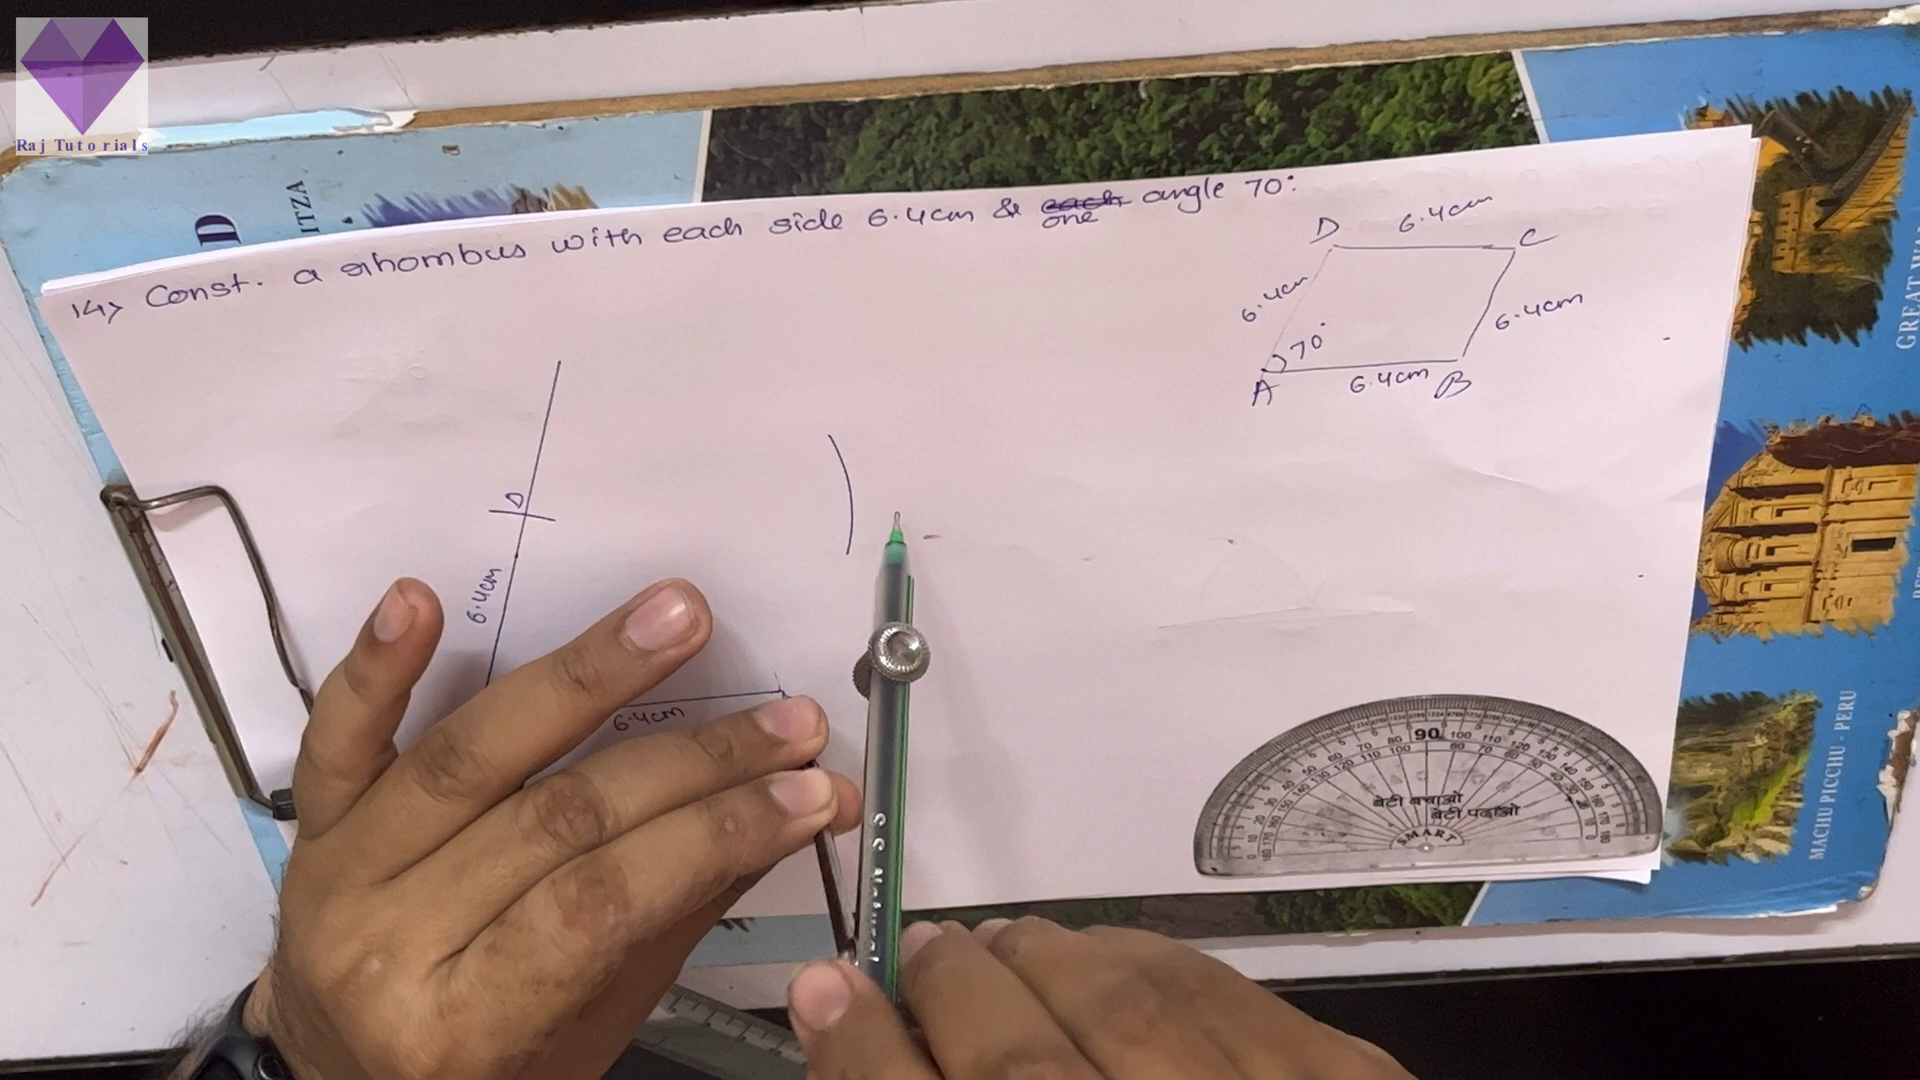 Raj Tutorials
D
ITZA
14> Const. a rhombus with each side 6.4cm & one angle 70°.
D 6.4cm C
6.4cm
6.4cm
70°
A 6.4cm B
D
6.4cm
6.4cm
90
बेटी बचाओ
बेटी पढ़ाओ
SMART
GREAT WA
MACHU PICCHU - PERU